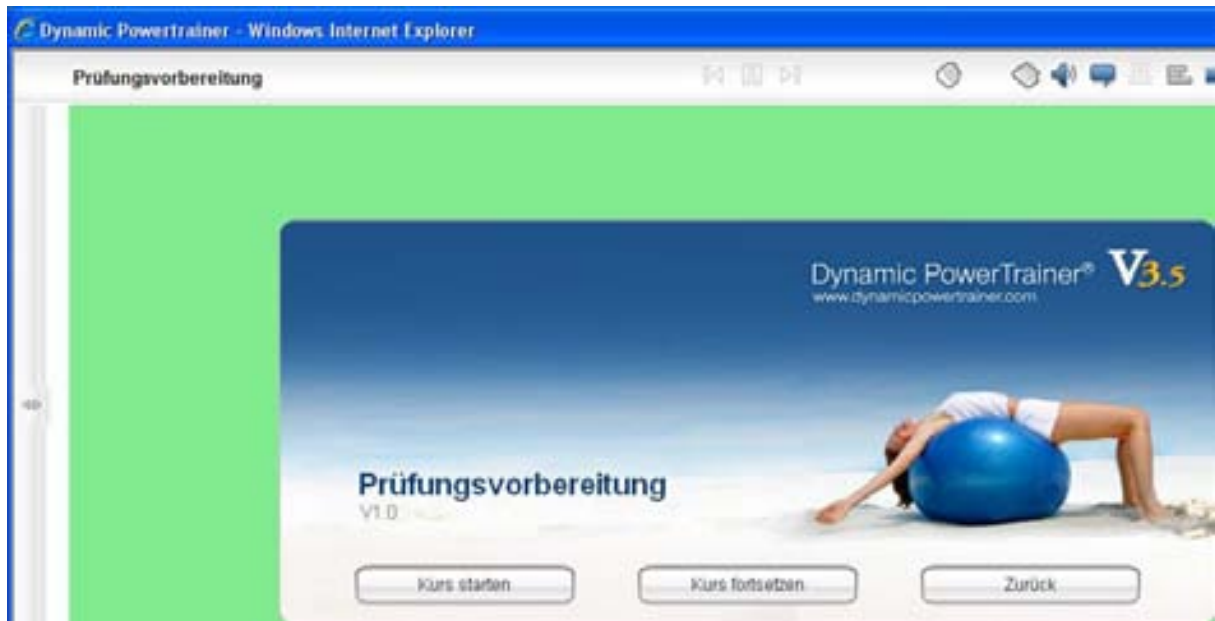 Dynamic Powertrainer - Windows Internet Explorer
Prüfungsvorbereitung
Dynamic PowerTrainer® V3.5
www.dynamicpowertrainer.com
Prüfungsvorbereitung
V1.0
Kurs starten
Kurs fortsetzen
Zurück